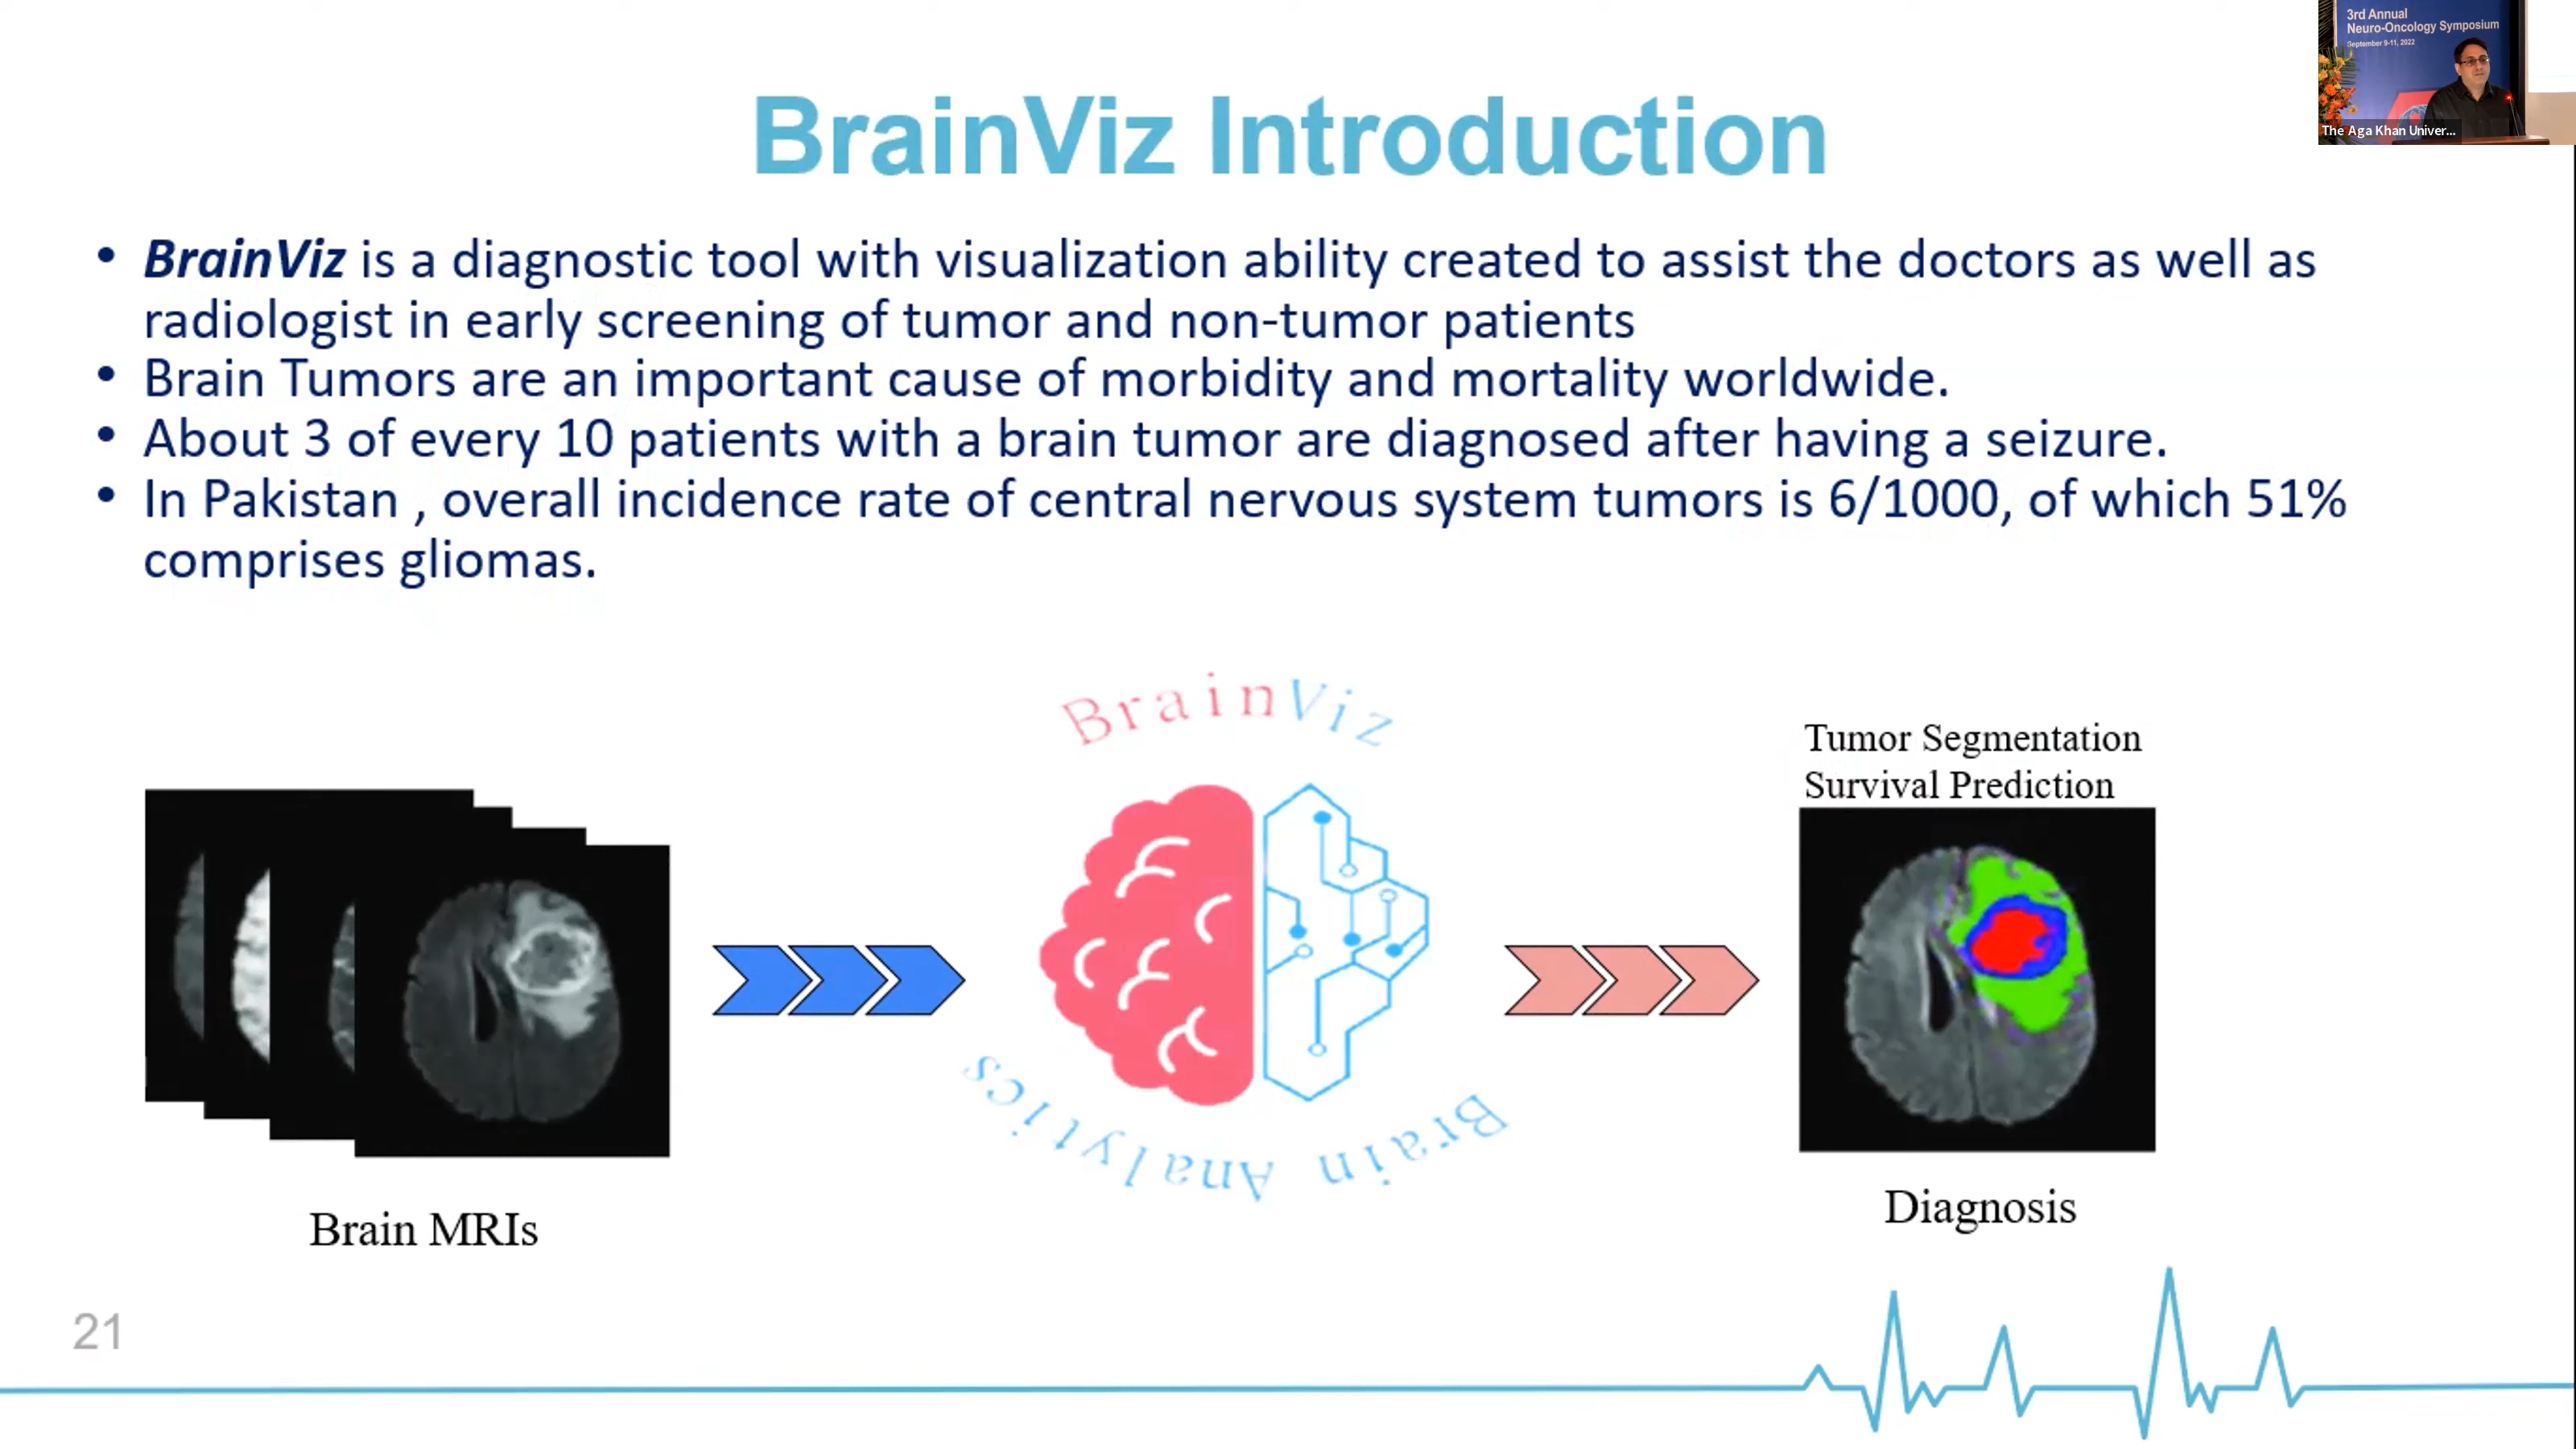 3rd Annual
Neuro-Oncology Symposium
September 9-11, 2022
The Aga Khan Univer...
BrainViz Introduction
• BrainViz is a diagnostic tool with visualization ability created to assist the doctors as well as
radiologist in early screening of tumor and non-tumor patients
• Brain Tumors are an important cause of morbidity and mortality worldwide.
• About 3 of every 10 patients with a brain tumor are diagnosed after having a seizure.
• In Pakistan , overall incidence rate of central nervous system tumors is 6/1000, of which 51%
comprises gliomas.
BrainViz
Brain Analytics
Tumor Segmentation
Survival Prediction
Brain MRIs
Diagnosis
21